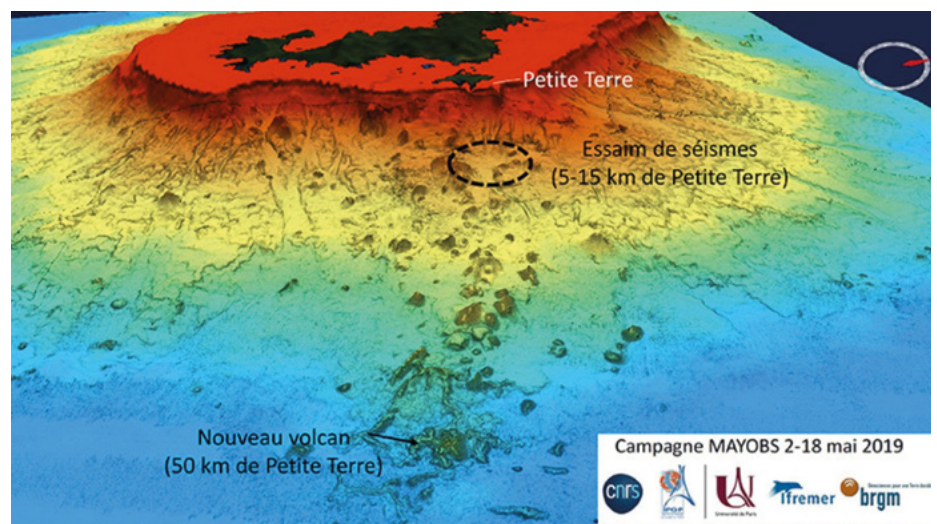 Petite Terre
Essaim de séismes
(5-15 km de Petite Terre)
Nouveau volcan
(50 km de Petite Terre)
Campagne MAYOBS 2-18 mai 2019
cnrs
IPGP
Université de Paris
Ifremer
brgm